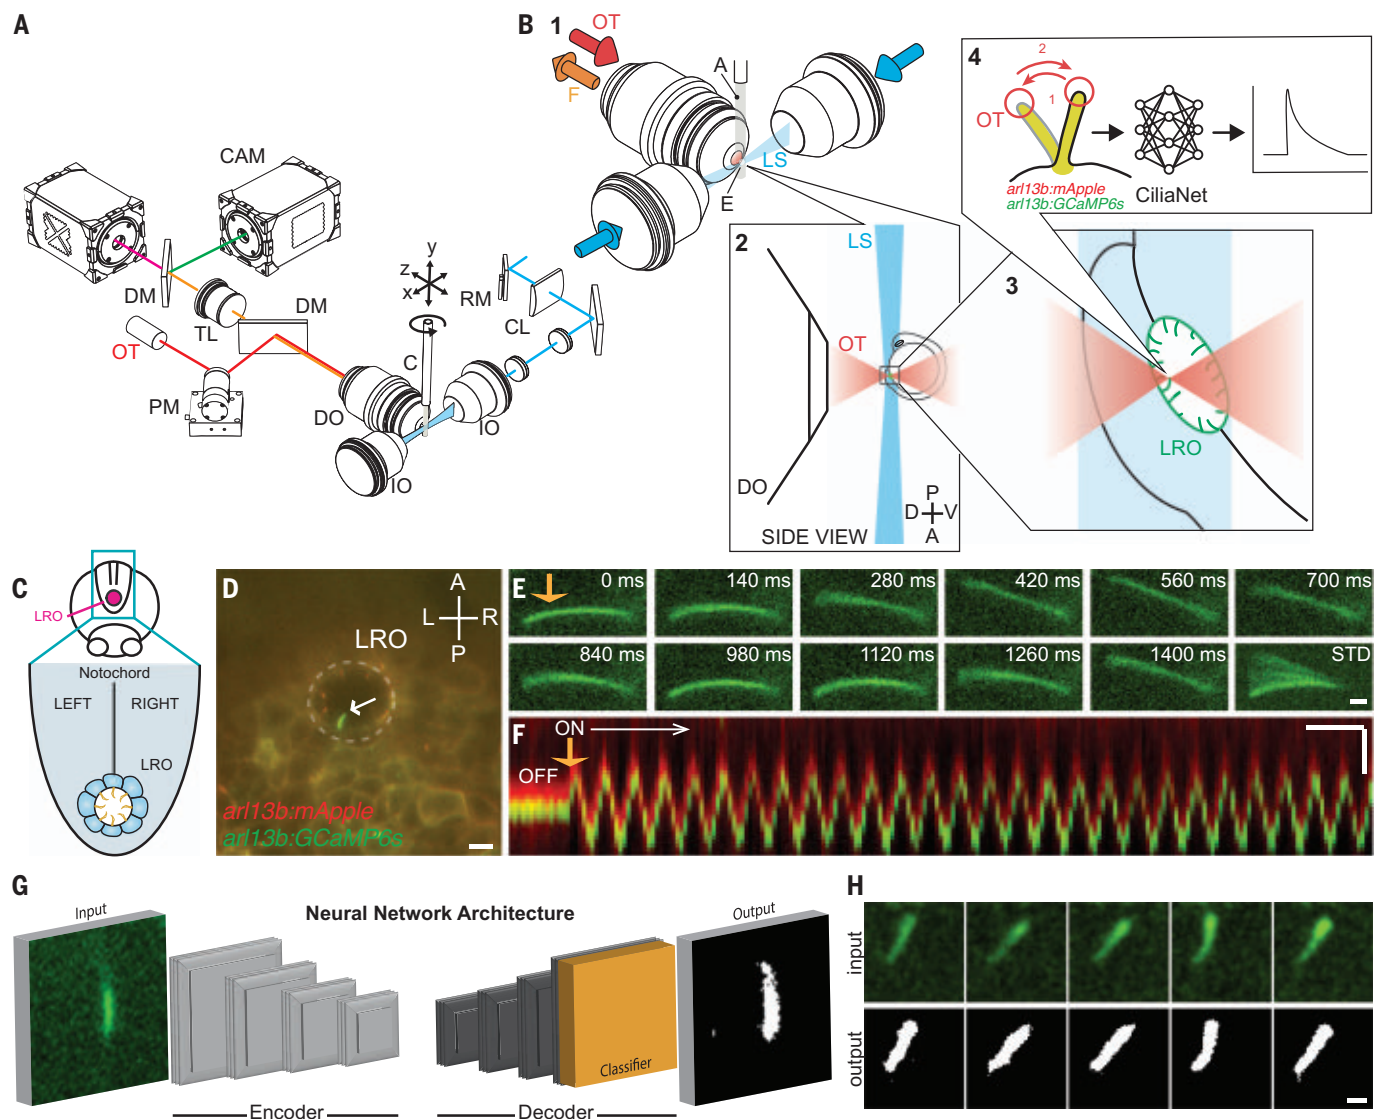 A
CAM
DM
TL
DM
OT
PM
DO
IO
IO
C
y
z
x
RM
CL
B
1
OT
F
A
LS
E
2
LS
OT
DO
P
D V
A
SIDE VIEW
3
LRO
4
2
1
OT
arl13b:mApple
arl13b:GCaMP6s
CiliaNet
C
LRO
Notochord
LEFT RIGHT
LRO
D
A
L R
P
LRO
arl13b:mApple
arl13b:GCaMP6s
E
0 ms 140 ms 280 ms 420 ms 560 ms 700 ms
840 ms 980 ms 1120 ms 1260 ms 1400 ms STD
F
ON
OFF
G
Input
Neural Network Architecture
Output
Classifier
Encoder
Decoder
H
input
output